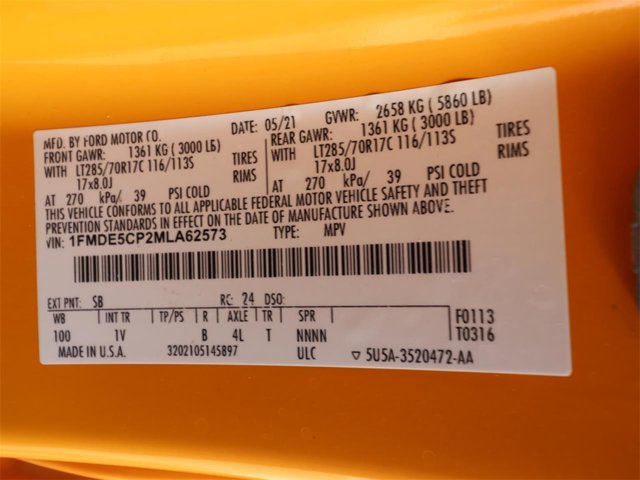 MFD. BY FORD MOTOR CO. DATE: 05/21 GVWR: 2658 KG ( 5860 LB)
FRONT GAWR: 1361 KG ( 3000 LB) REAR GAWR: 1361 KG ( 3000 LB)
WITH LT285/70R17C 116/113S TIRES WITH LT285/70R17C 116/113S TIRES
17x8.0J RIMS 17x8.0J RIMS
AT 270 kPa/ 39 PSI COLD AT 270 kPa/ 39 PSI COLD
THIS VEHICLE CONFORMS TO ALL APPLICABLE FEDERAL MOTOR VEHICLE SAFETY AND THEFT
PREVENTION STANDARDS IN EFFECT ON THE DATE OF MANUFACTURE SHOWN ABOVE.
VIN: 1FMDE5CP2MLA62573 TYPE: MPV
EXT PNT: SB RC: 24 DSO:
WB INT TR TP/PS R AXLE TR SPR F0113
100 1V B 4L T NNNN T0316
MADE IN U.S.A. 3202105145897 ULC ▽ 5U5A-3520472-AA